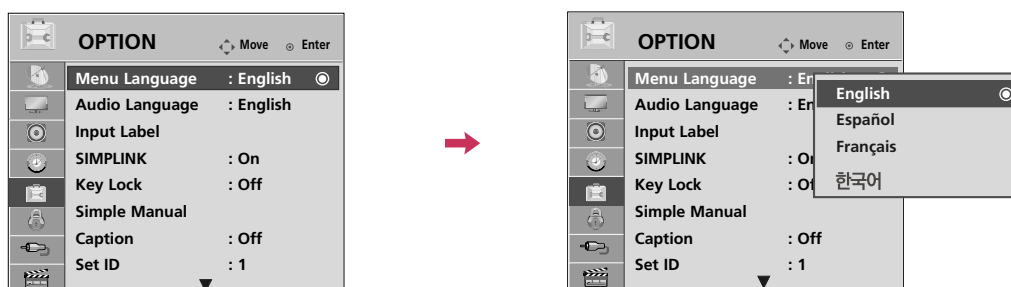 OPTION Move Enter
Menu Language : English
Audio Language : English
Input Label
SIMPLINK : On
Key Lock : Off
Simple Manual
Caption : Off
Set ID : 1
OPTION Move Enter
Menu Language : En
Audio Language : En
Input Label
SIMPLINK : O
Key Lock : O
Simple Manual
Caption : Off
Set ID : 1
English
Español
Français
한국어